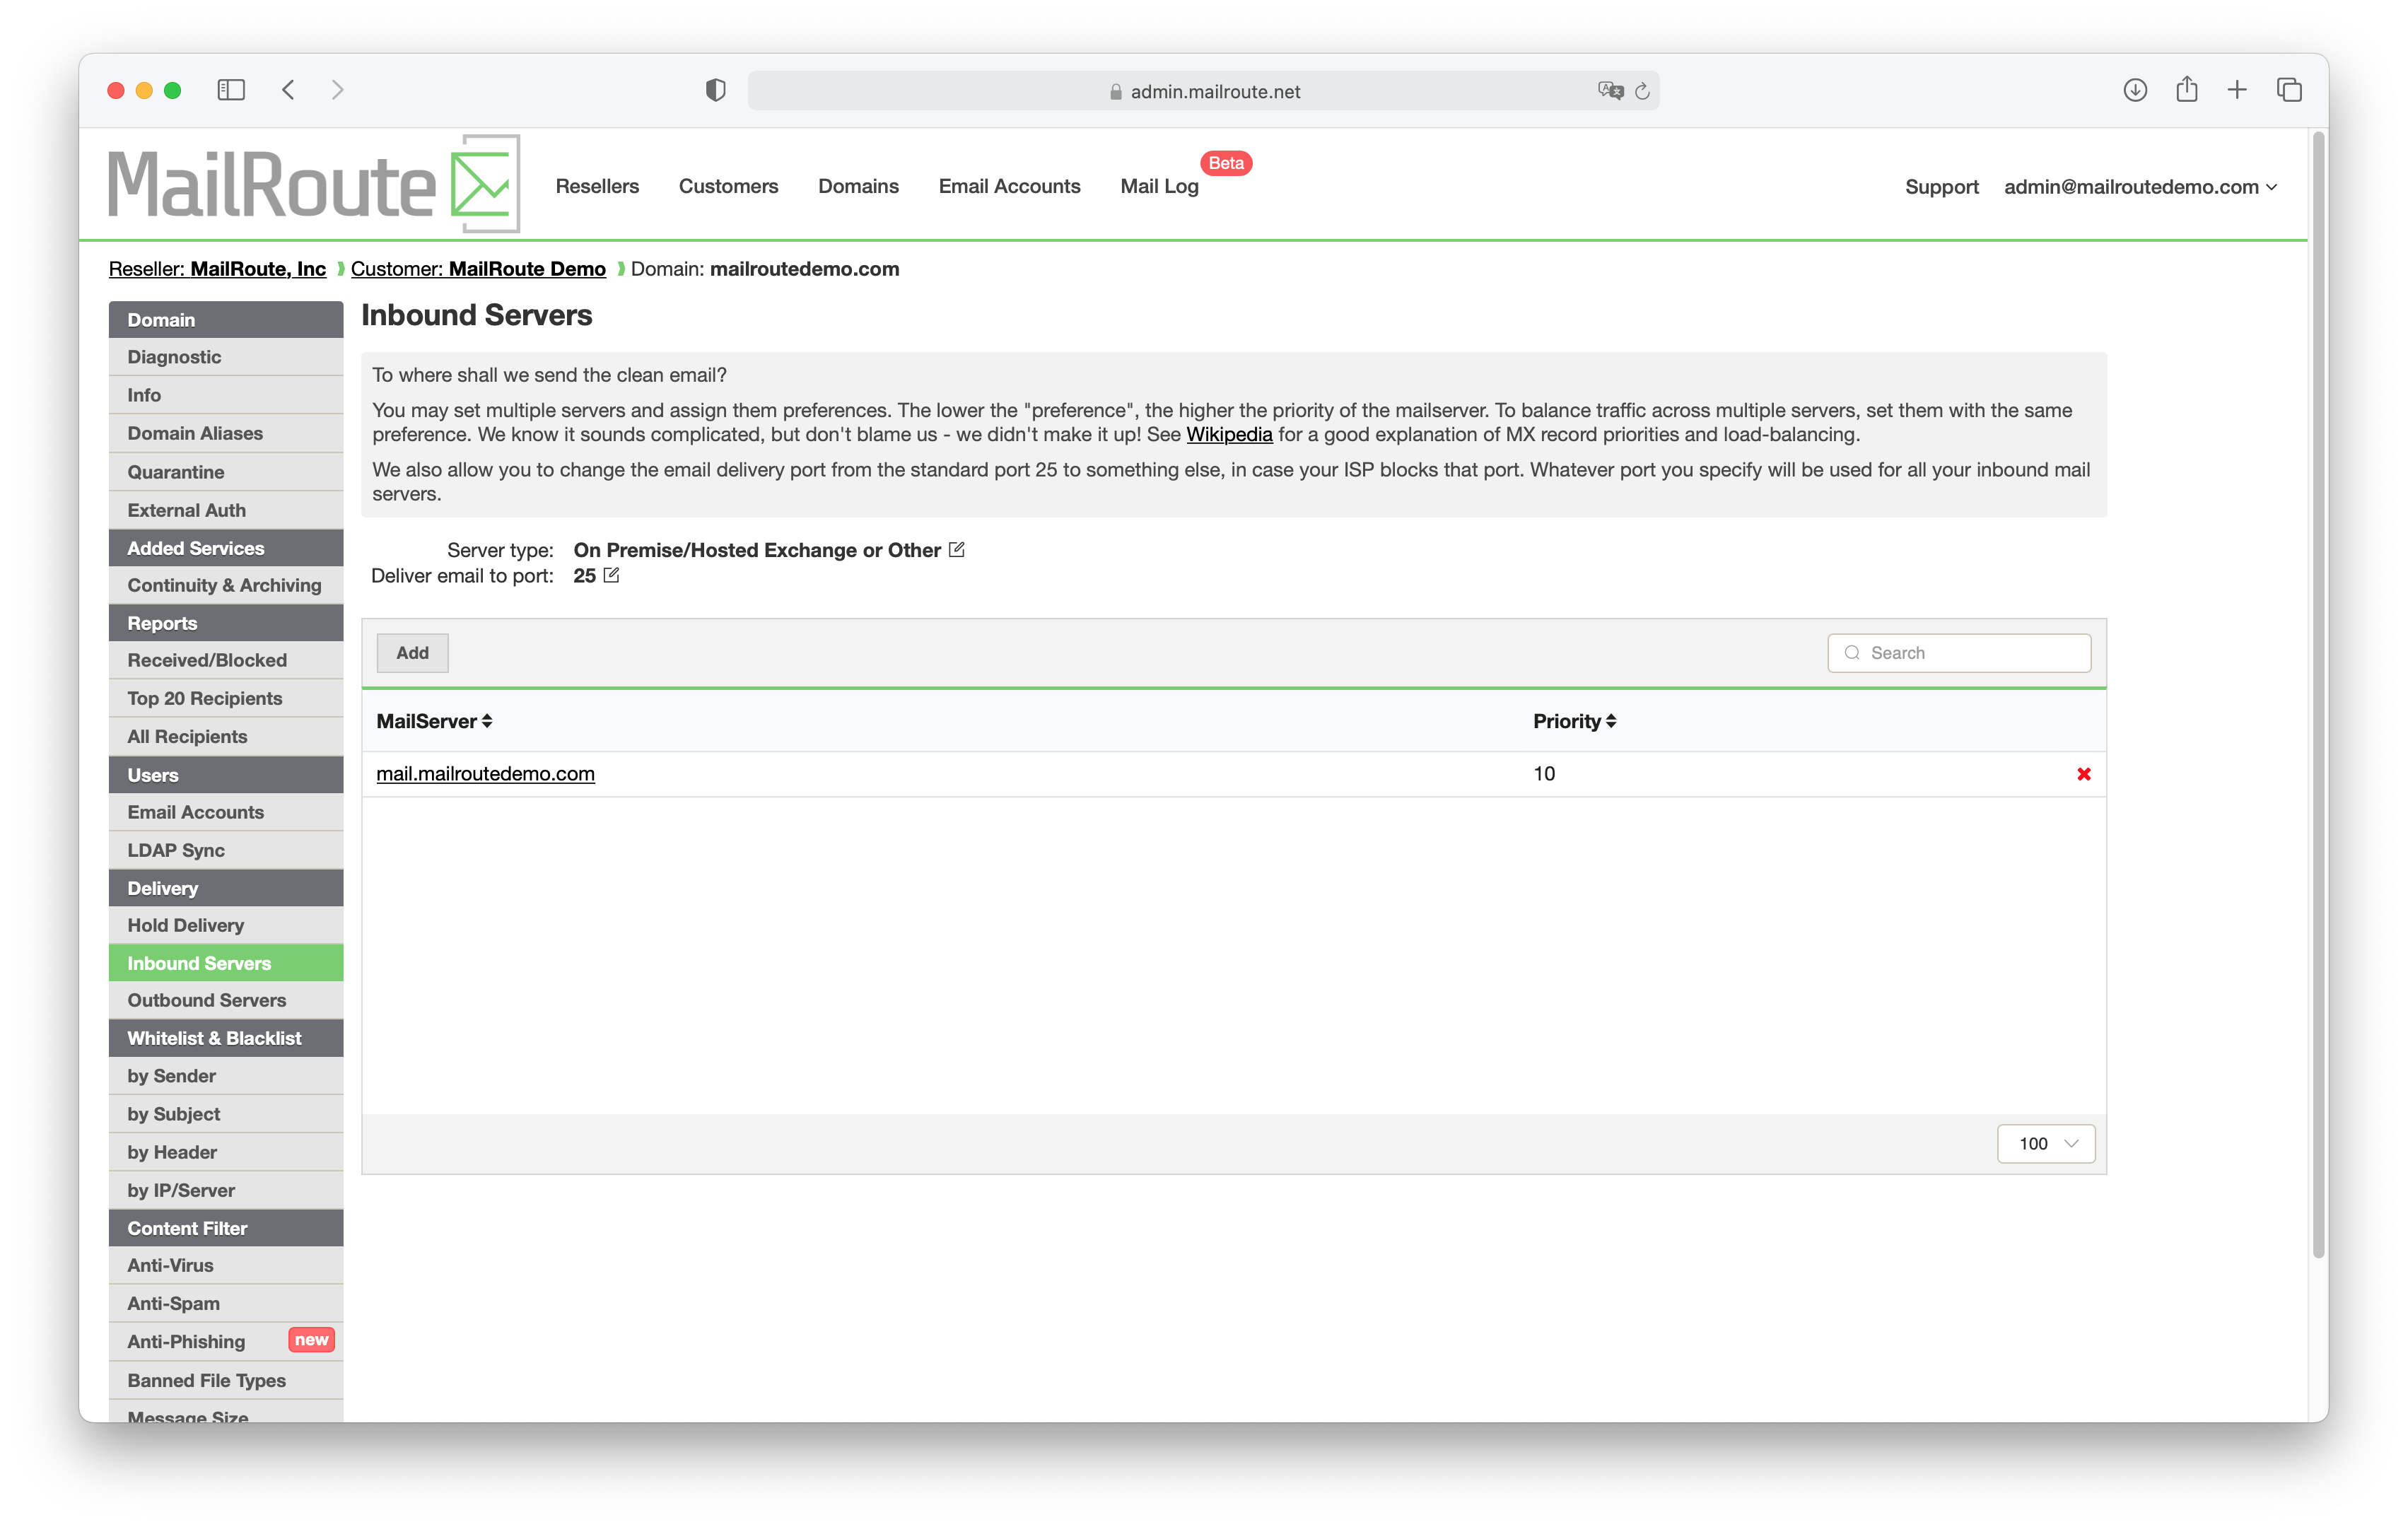 admin.mailroute.net
MailRoute
Resellers
Customers
Domains
Email Accounts
Mail Log
Beta
Support
admin@mailroutedemo.com
Reseller: MailRoute, Inc
Customer: MailRoute Demo
Domain: mailroutedemo.com
Domain
Diagnostic
Info
Domain Aliases
Quarantine
External Auth
Added Services
Continuity & Archiving
Reports
Received/Blocked
Top 20 Recipients
All Recipients
Users
Email Accounts
LDAP Sync
Delivery
Hold Delivery
Inbound Servers
Outbound Servers
Whitelist & Blacklist
by Sender
by Subject
by Header
by IP/Server
Content Filter
Anti-Virus
Anti-Spam
Anti-Phishing
new
Banned File Types
Message Size
Inbound Servers
To where shall we send the clean email?
You may set multiple servers and assign them preferences. The lower the "preference", the higher the priority of the mailserver. To balance traffic across multiple servers, set them with the same
preference. We know it sounds complicated, but don't blame us - we didn't make it up! See Wikipedia for a good explanation of MX record priorities and load-balancing.
We also allow you to change the email delivery port from the standard port 25 to something else, in case your ISP blocks that port. Whatever port you specify will be used for all your inbound mail
servers.
Server type: On Premise/Hosted Exchange or Other
Deliver email to port: 25
Add
Search
MailServer
Priority
mail.mailroutedemo.com
10
100